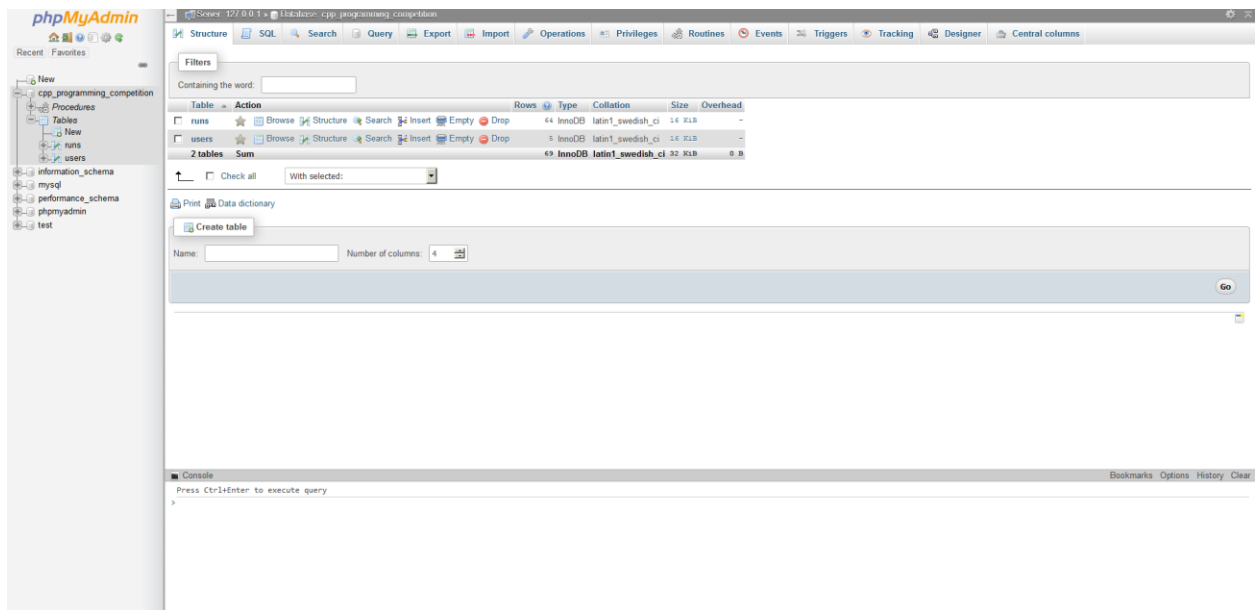 phpMyAdmin
Recent Favorites
New
cpp_programming_competition
Procedures
Tables
New
runs
users
information_schema
mysql
performance_schema
phpmyadmin
test
Server: 127.0.0.1 » Database: cpp_programming_competition
Structure SQL Search Query Export Import Operations Privileges Routines Events Triggers Tracking Designer Central columns
Filters
Containing the word:
Table Action Rows Type Collation Size Overhead
runs Browse Structure Search Insert Empty Drop 64 InnoDB latin1_swedish_ci 16 KiB -
users Browse Structure Search Insert Empty Drop 5 InnoDB latin1_swedish_ci 16 KiB -
2 tables Sum 69 InnoDB latin1_swedish_ci 32 KiB 0 B
Check all With selected:
Print Data dictionary
Create table
Name: Number of columns: 4
Go
Console Bookmarks Options History Clear
Press Ctrl+Enter to execute query
>